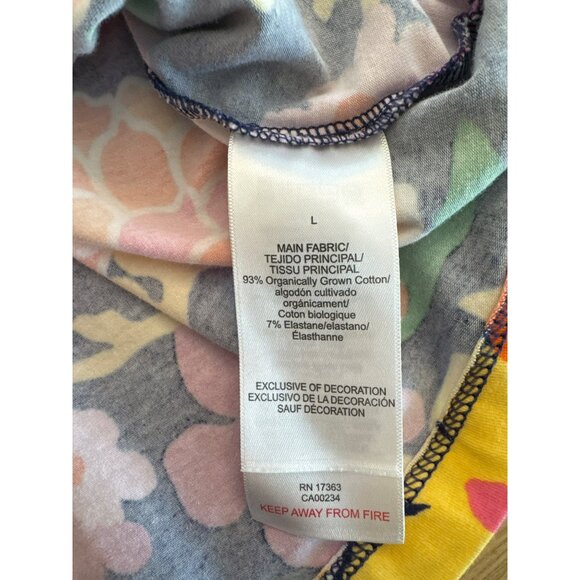 L
MAIN FABRIC/
TEJIDO PRINCIPAL/
TISSU PRINCIPAL
93% Organically Grown Cotton/
algodón cultivado
orgánicament/
Coton biologique
7% Elastane/elastano/
Élasthanne
EXCLUSIVE OF DECORATION
EXCLUSIVO DE LA DECORACIÓN
SAUF DÉCORATION
RN 17363
CA00234
KEEP AWAY FROM FIRE